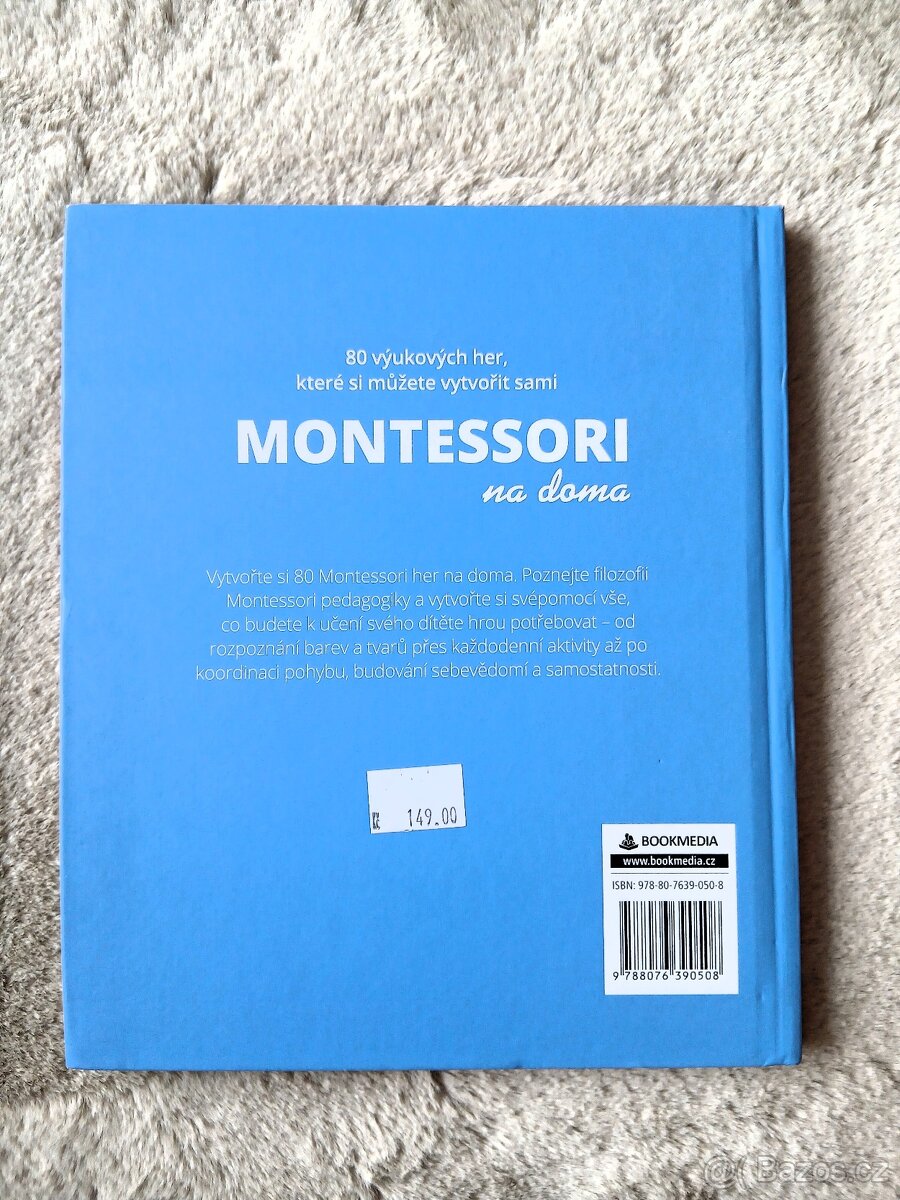 80 výukových her,
které si můžete vytvořit sami
MONTESSORI
na doma
Vytvořte si 80 Montessori her na doma. Poznejte filozofii
Montessori pedagogiky a vytvořte si svépomocí vše,
co budete k učení svého dítěte hrou potřebovat – od
rozpoznání barev a tvarů přes každodenní aktivity až po
koordinaci pohybu, budování sebevědomí a samostatnosti.
Kč 149.00
BOOKMEDIA
www.bookmedia.cz
ISBN: 978-80-7639-050-8
9 788076 390508
Bazos.cz